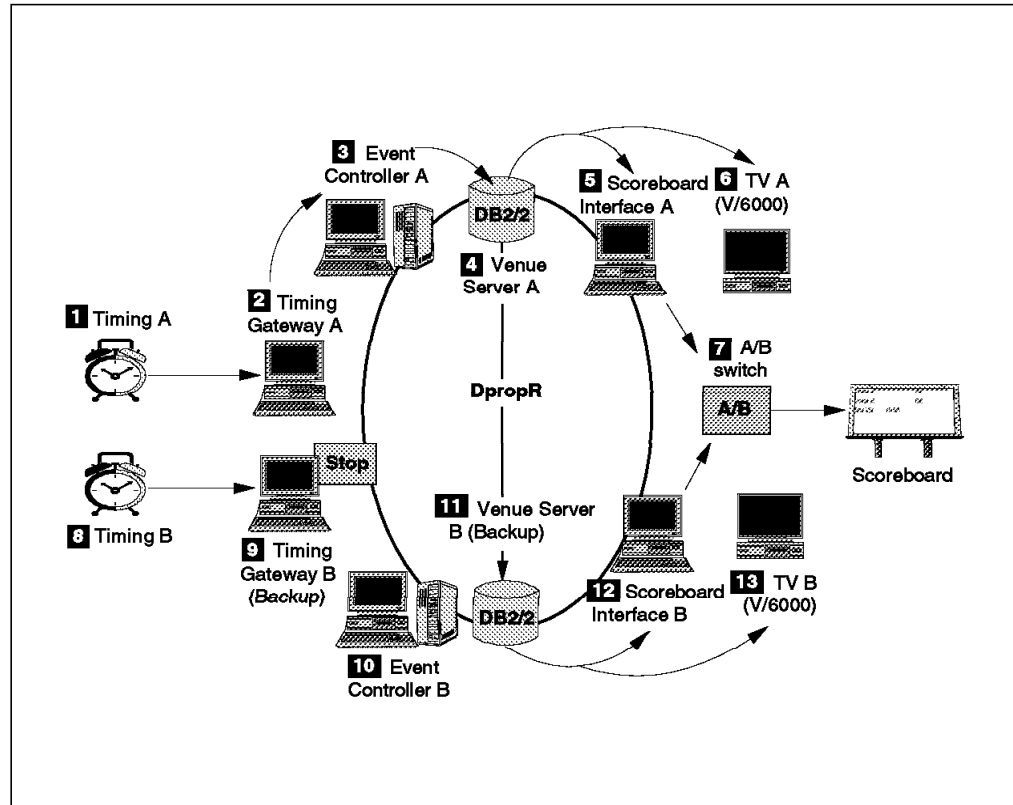 3 Event
Controller A
DB2/2
4 Venue
Server A
5 Scoreboard
Interface A
6 TV A
(V/6000)
1 Timing A
2 Timing
Gateway A
7 A/B
switch
A/B
DpropR
Scoreboard
Stop
8 Timing B
9 Timing
Gateway B
(Backup)
11 Venue Server
B (Backup)
DB2/2
10 Event
Controller B
12 Scoreboard
Interface B
13 TV B
(V/6000)